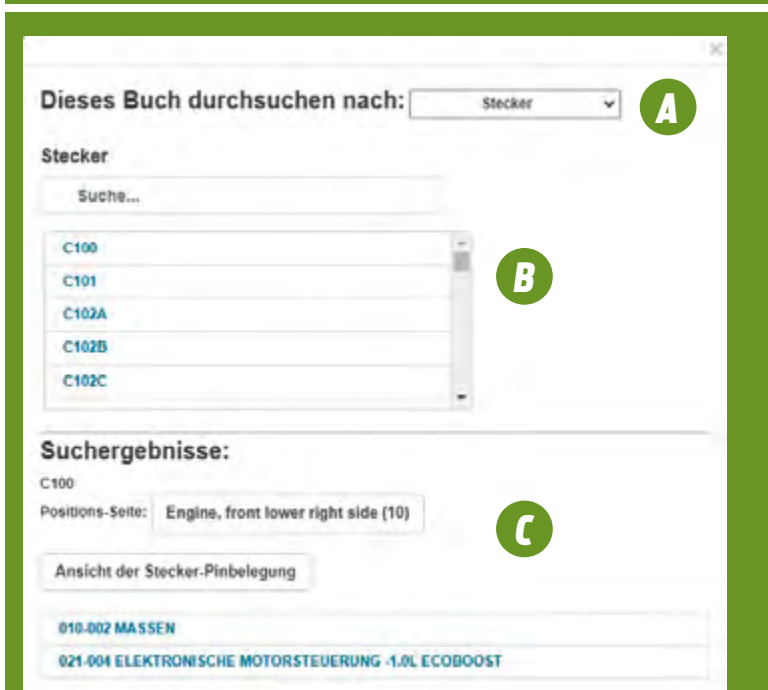 Dieses Buch durchsuchen nach: Stecker A
Stecker
Suche...
C100
C101
C102A
C102B
C102C
B
Suchergebnisse:
C100
Positions-Seite: Engine, front lower right side (10)
C
Ansicht der Stecker-Pinbelegung
010-002 MASSEN
021-004 ELEKTRONISCHE MOTORSTEUERUNG -1.0L ECOBOOST